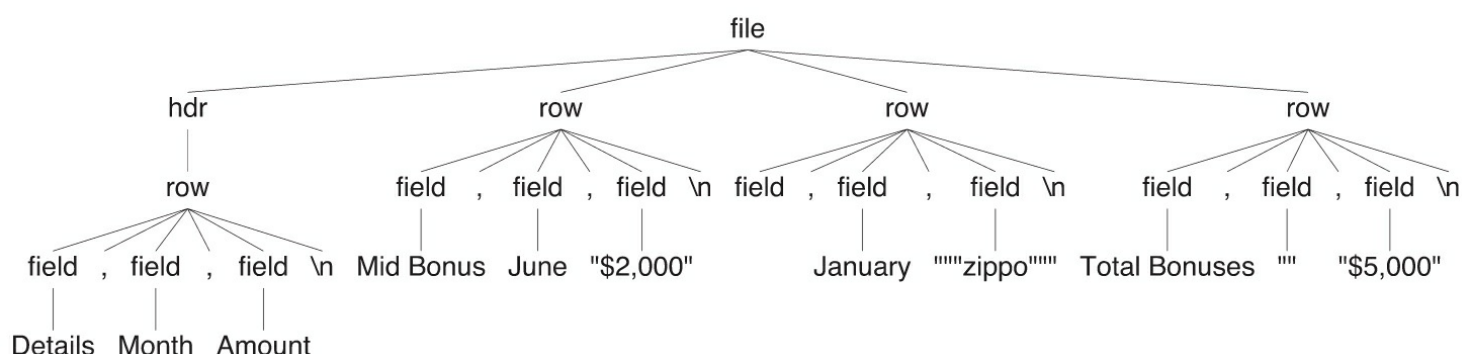 file
hdr row row row
row field , field , field \n field , field , field \n field , field , field \n
field , field , field \n Mid Bonus June "$2,000" January """zippo""" Total Bonuses "" "$5,000"
Details Month Amount